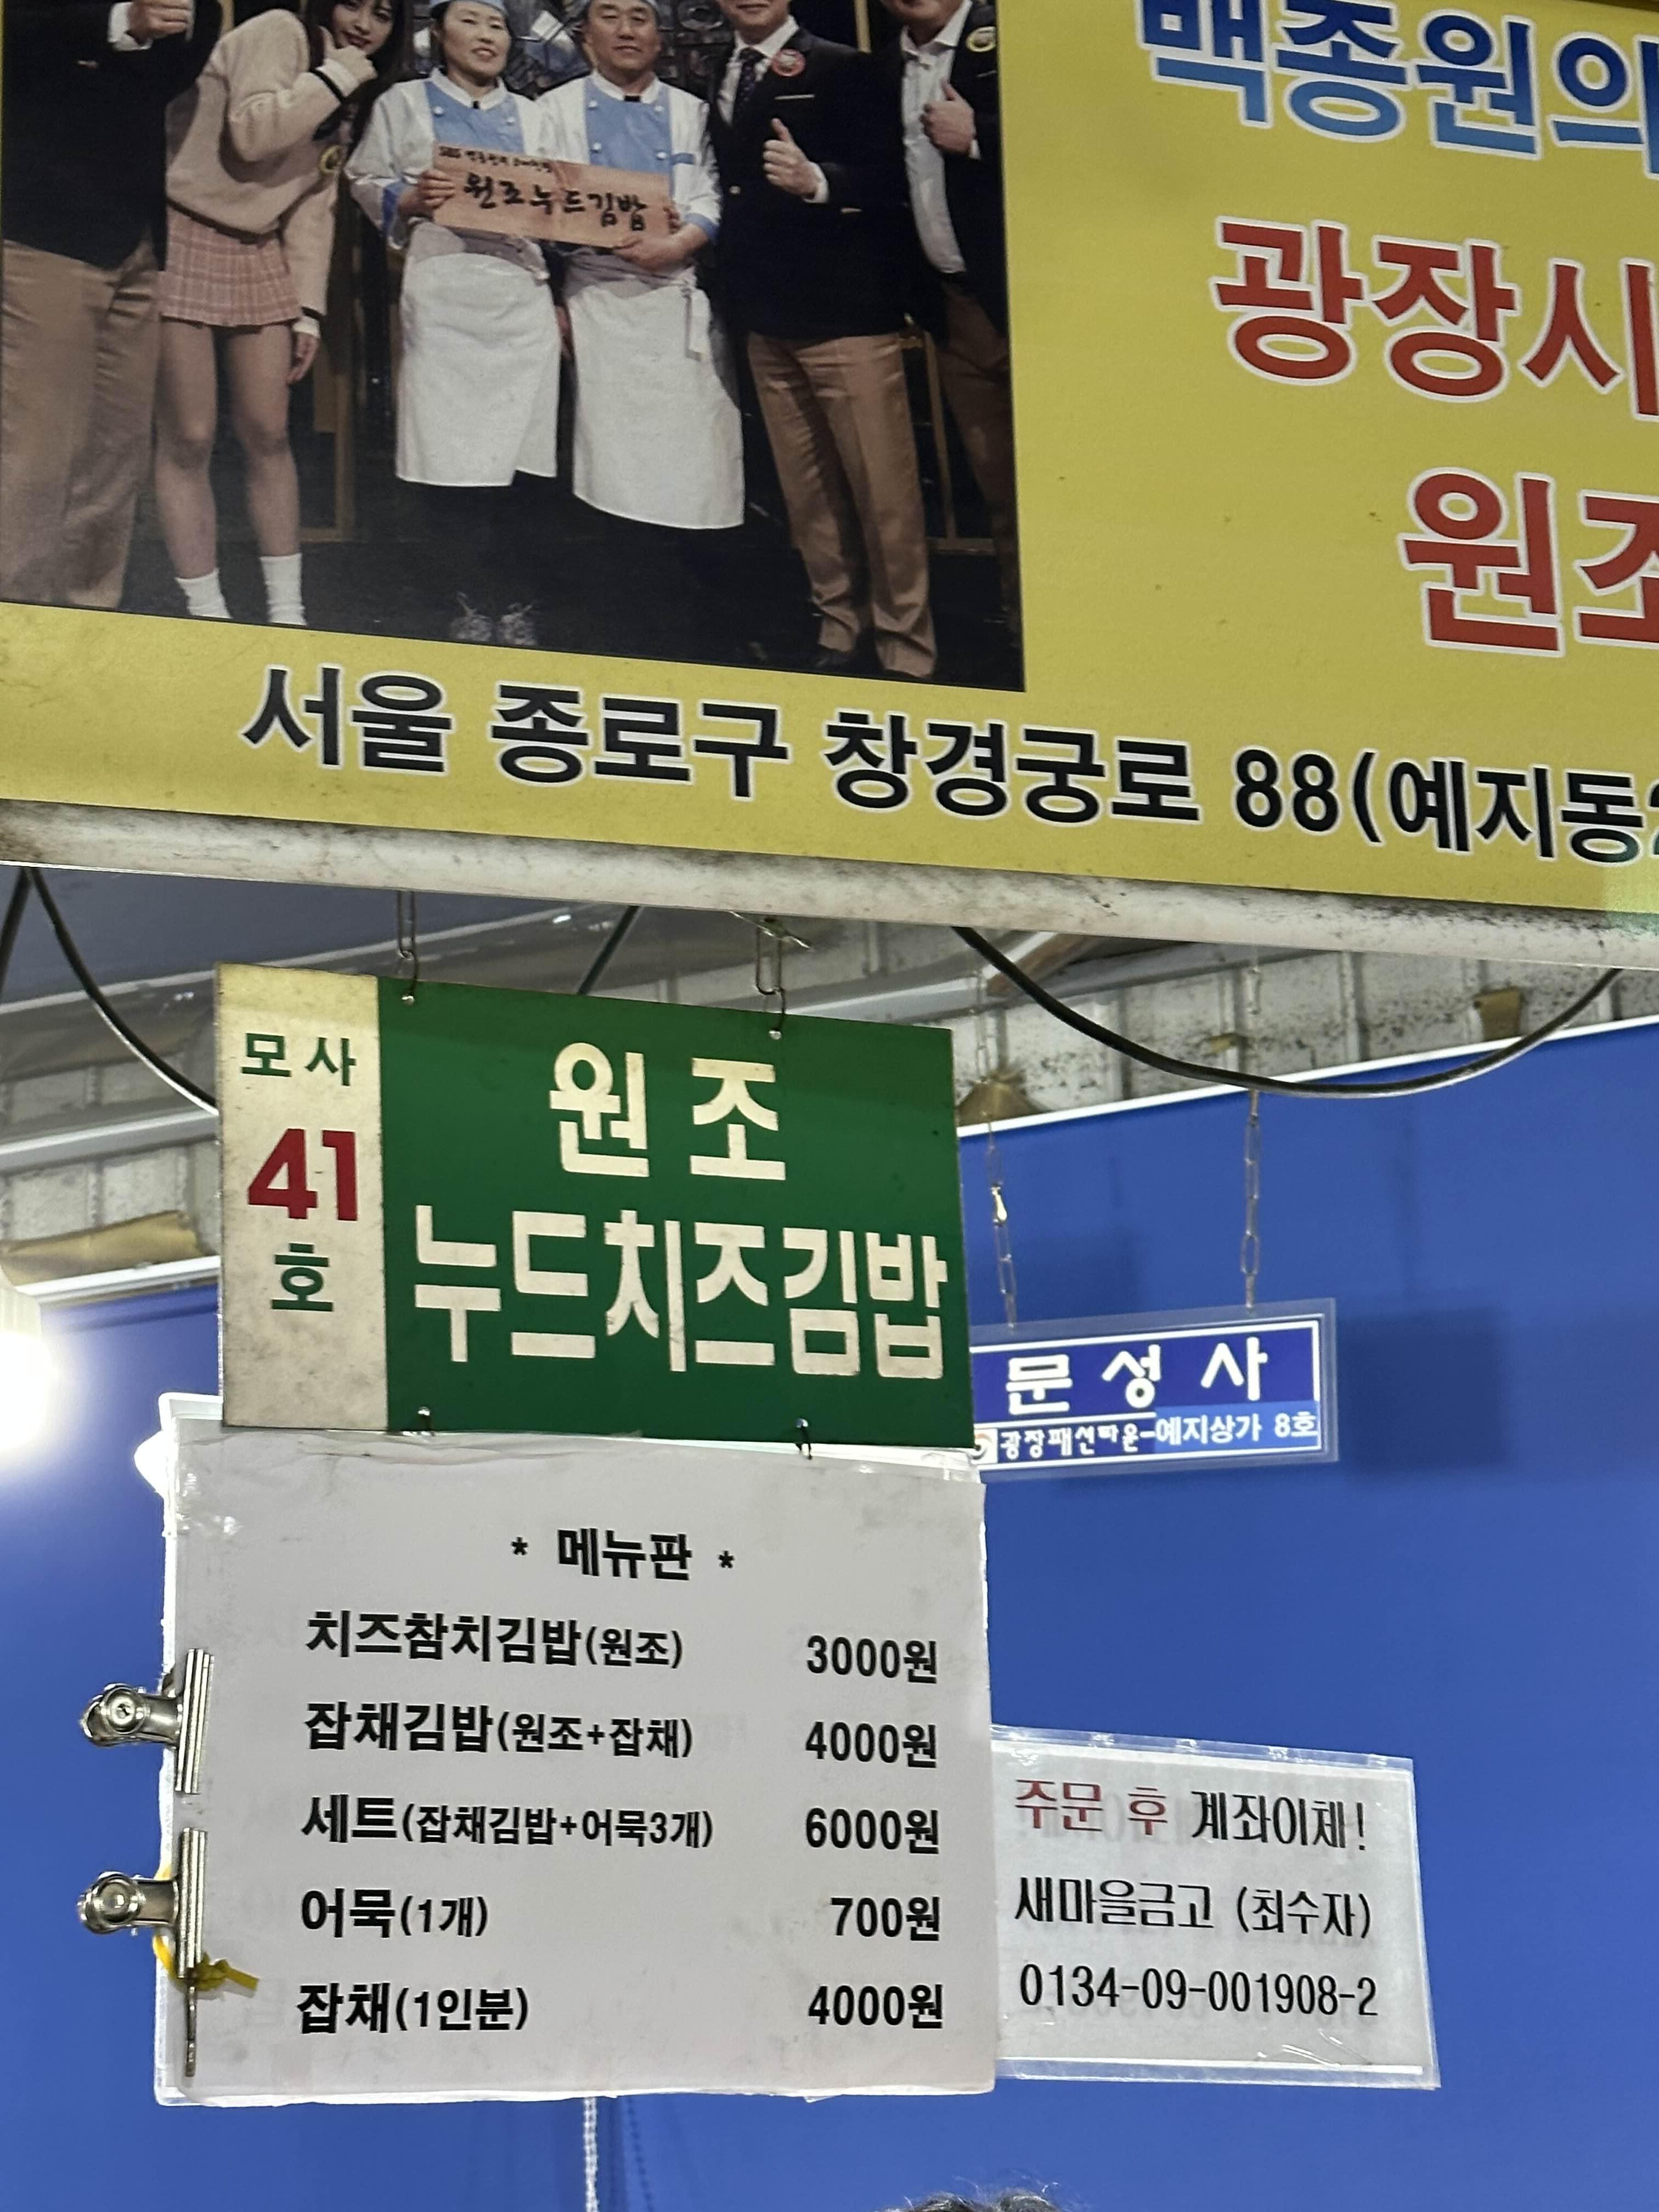 백종원의
광장시
원조
원조누드김밥
서울 종로구 창경궁로 88(예지동
모사
41
호
원조
누드치즈김밥
문성사
광장패션타운-예지상가 8호
* 메뉴판 *
치즈참치김밥(원조) 3000원
잡채김밥(원조+잡채) 4000원
세트(잡채김밥+어묵3개) 6000원
어묵(1개) 700원
잡채(1인분) 4000원
주문 후 계좌이체!
새마을금고 (최수자)
0134-09-001908-2